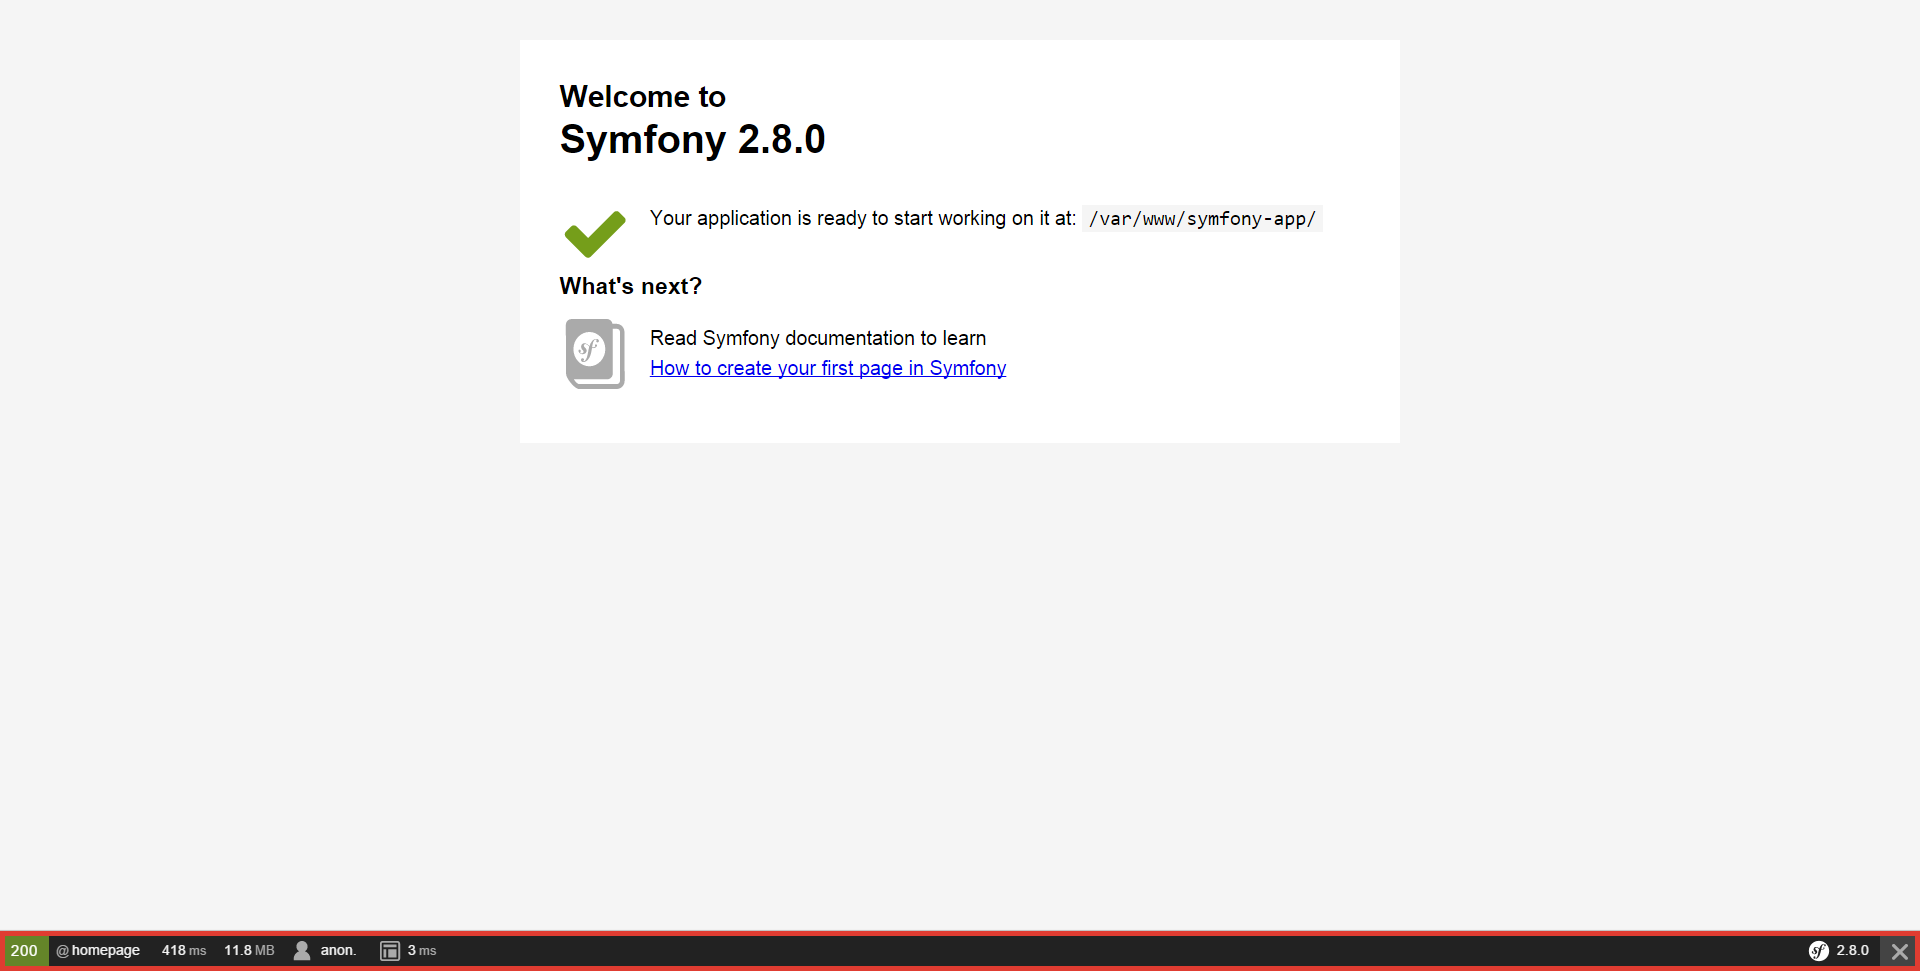 Welcome to
Symfony 2.8.0
Your application is ready to start working on it at: /var/www/symfony-app/
What's next?
sf
Read Symfony documentation to learn
How to create your first page in Symfony
200 @ homepage 418 ms 11.8 MB anon. 3 ms sf 2.8.0